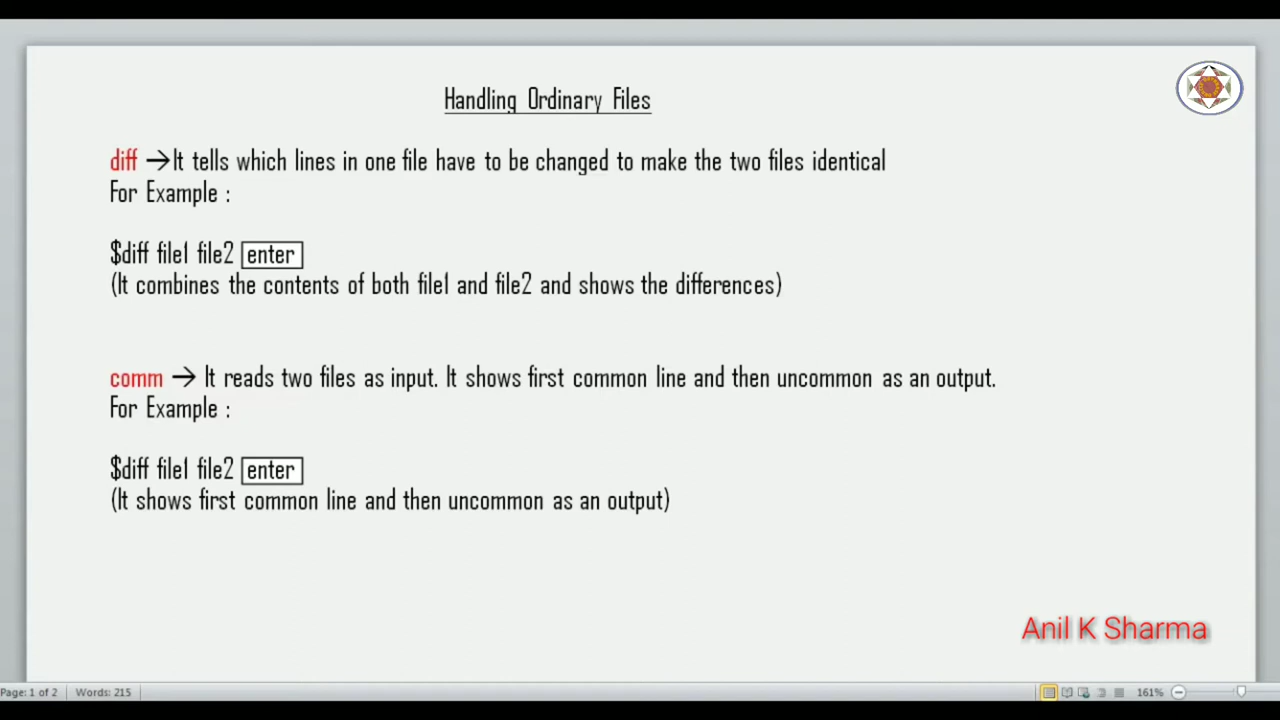 Handling Ordinary Files
diff →It tells which lines in one file have to be changed to make the two files identical
For Example :
$diff file1 file2 enter
(It combines the contents of both file1 and file2 and shows the differences)
comm → It reads two files as input. It shows first common line and then uncommon as an output.
For Example :
$diff file1 file2 enter
(It shows first common line and then uncommon as an output)
Anil K Sharma
Page: 1 of 2 Words: 215 161%